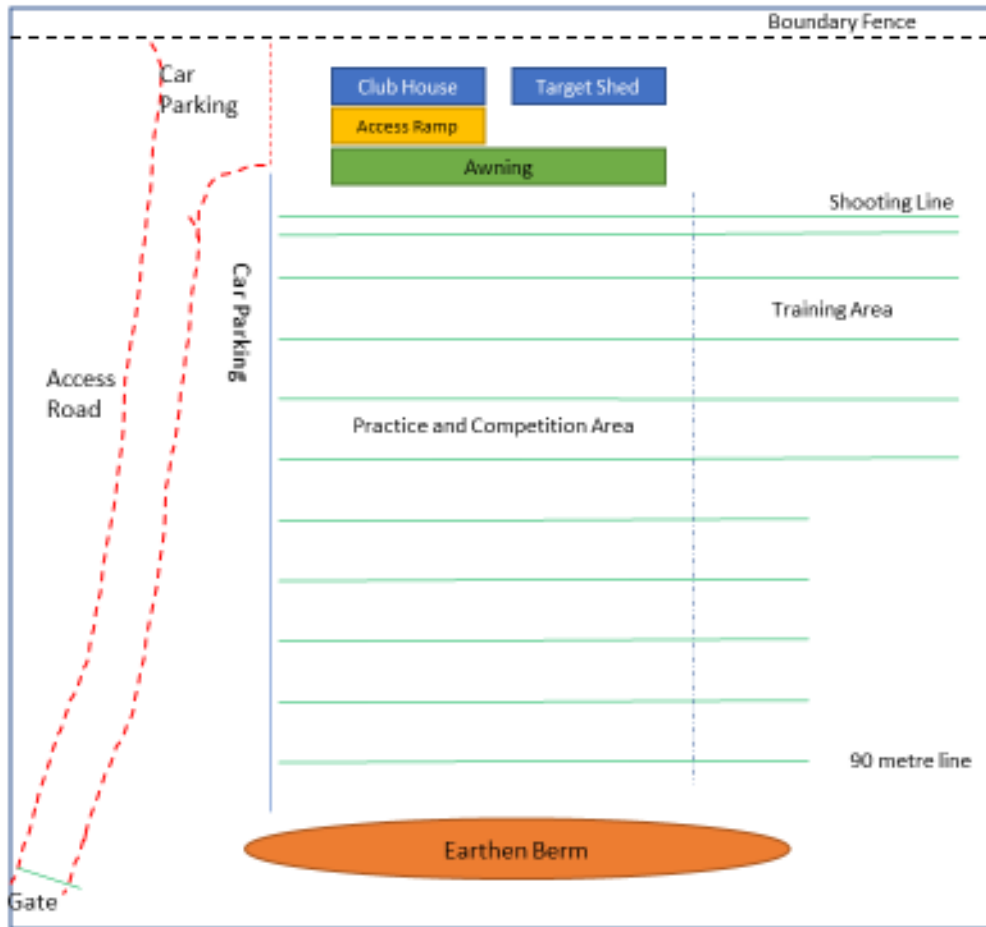 Boundary Fence
Car
Parking
Club House
Target Shed
Access Ramp
Awning
Shooting Line
Car Parking
Training Area
Access
Road
Practice and Competition Area
90 metre line
Earthen Berm
Gate